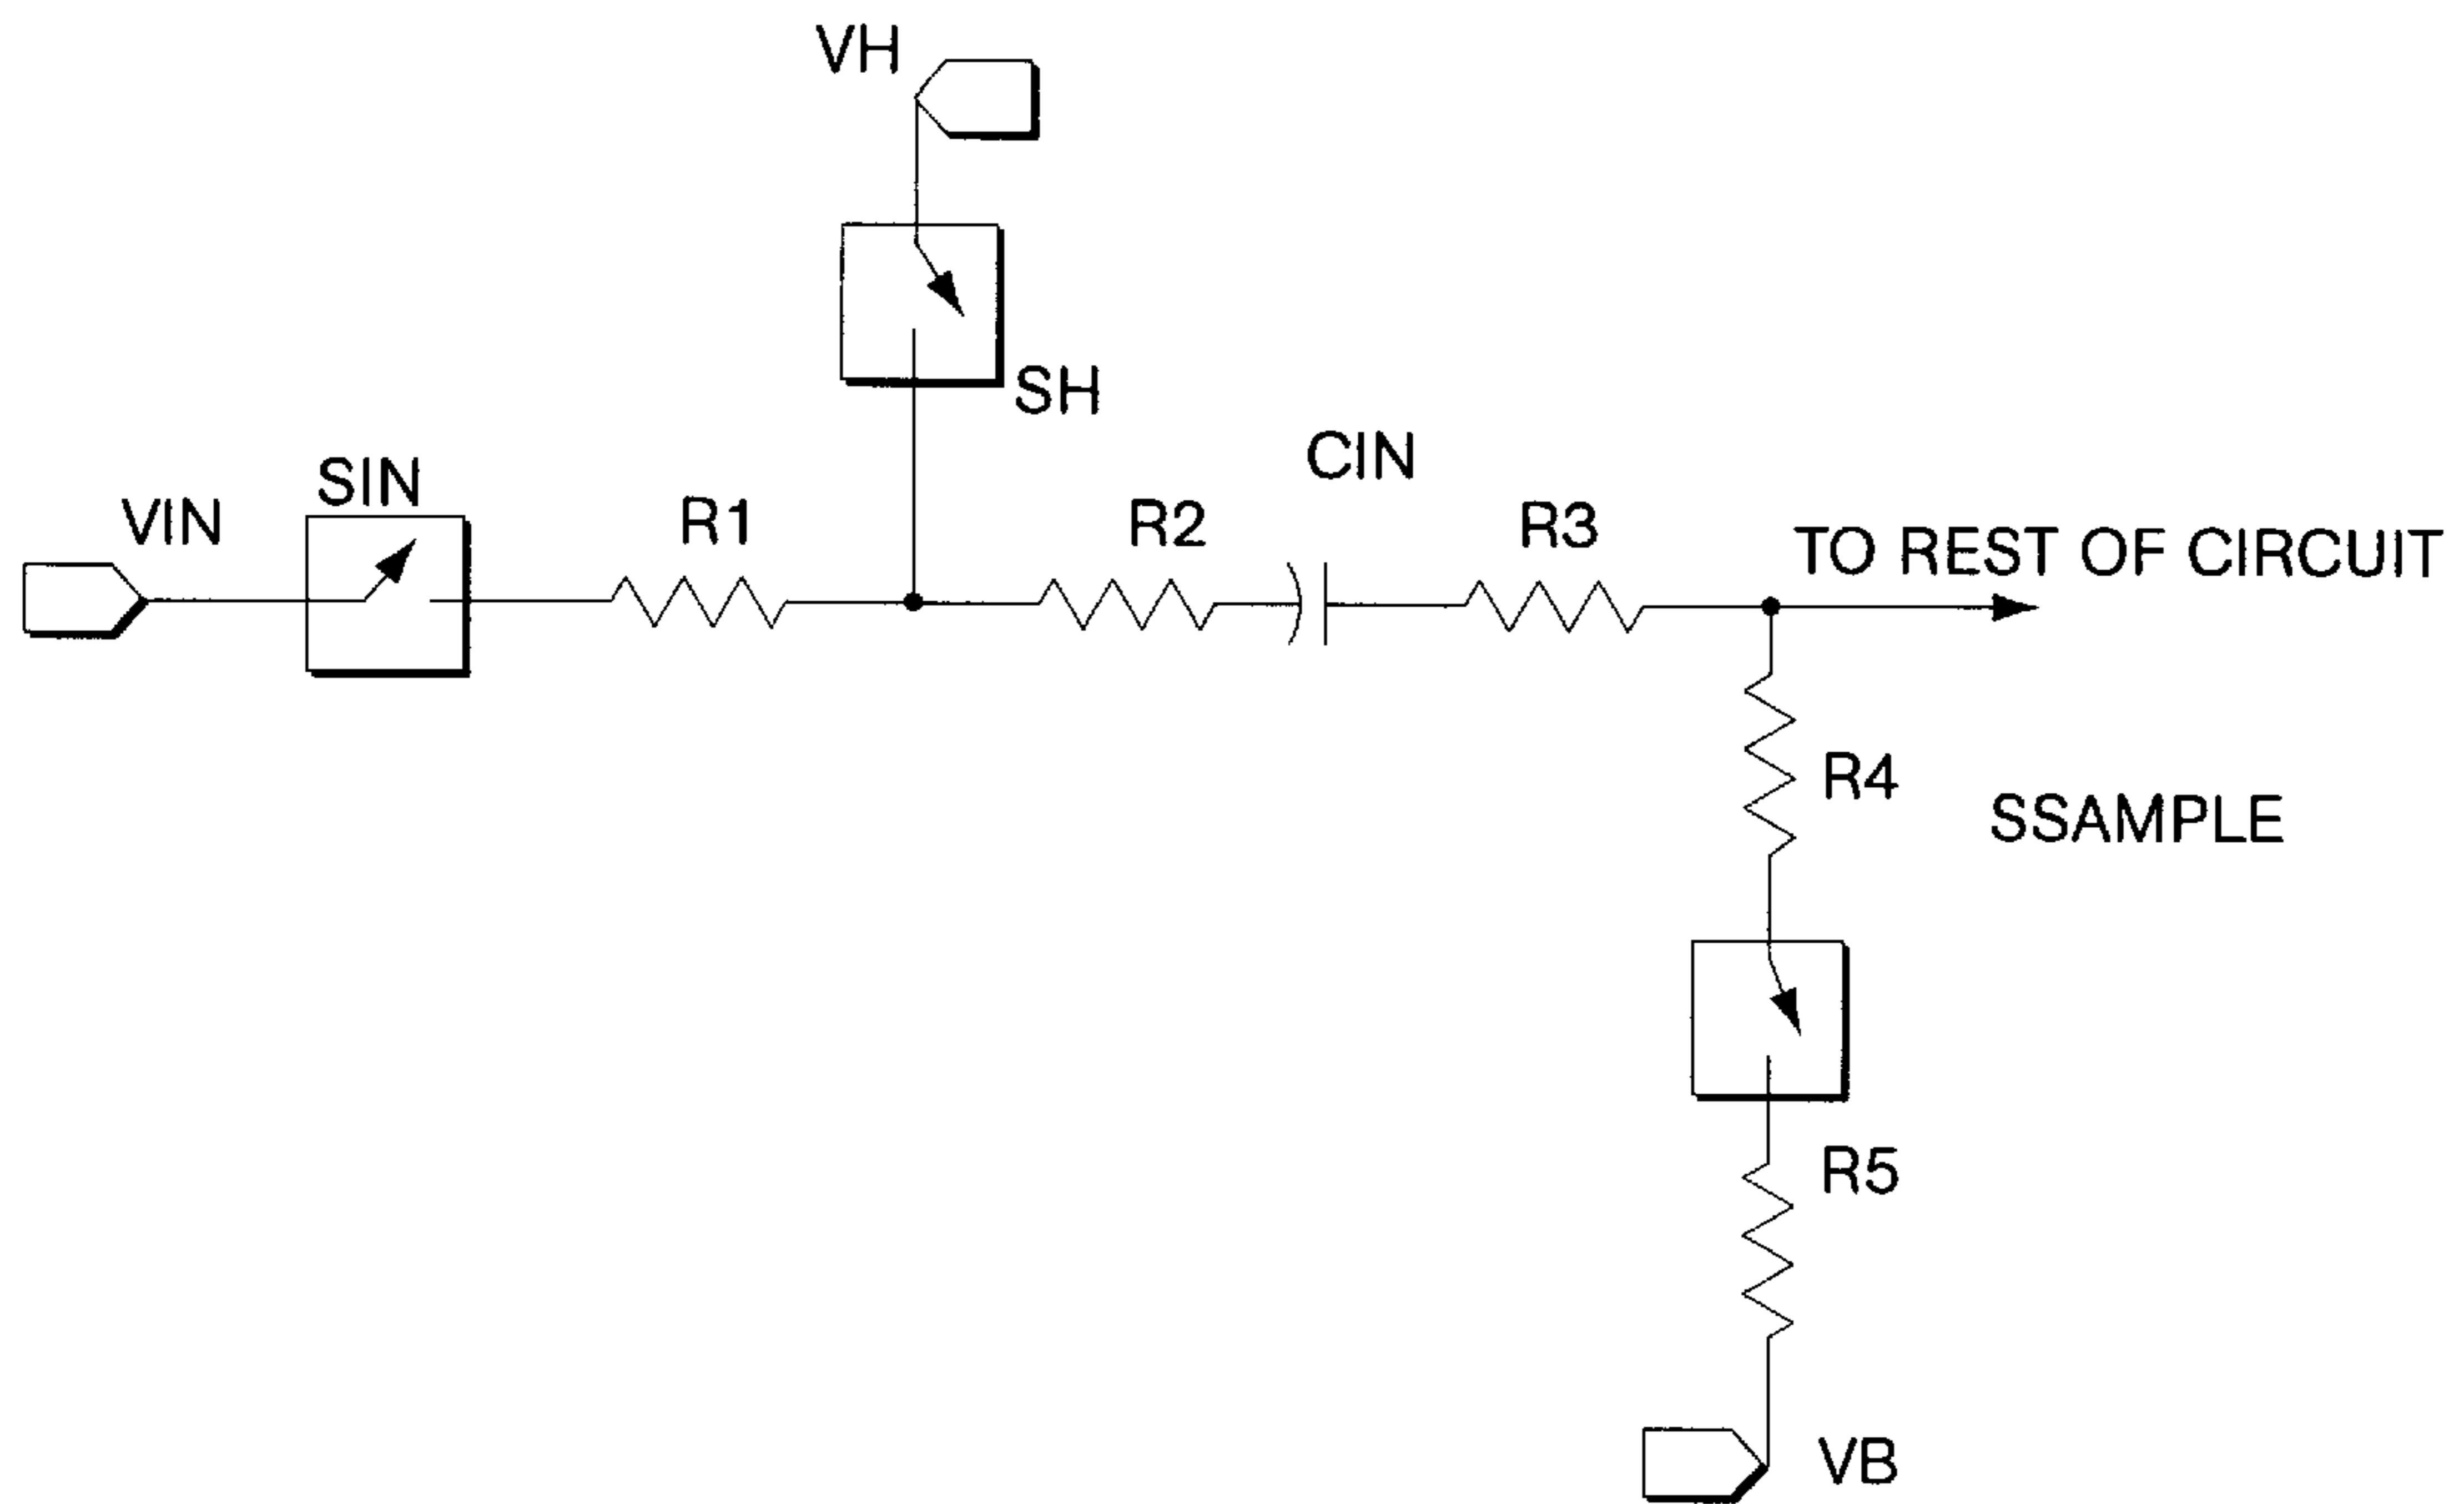 VH
SH
CIN
SIN
VIN
R1
R2
R3
TO REST OF CIRCUIT
R4
SSAMPLE
R5
VB